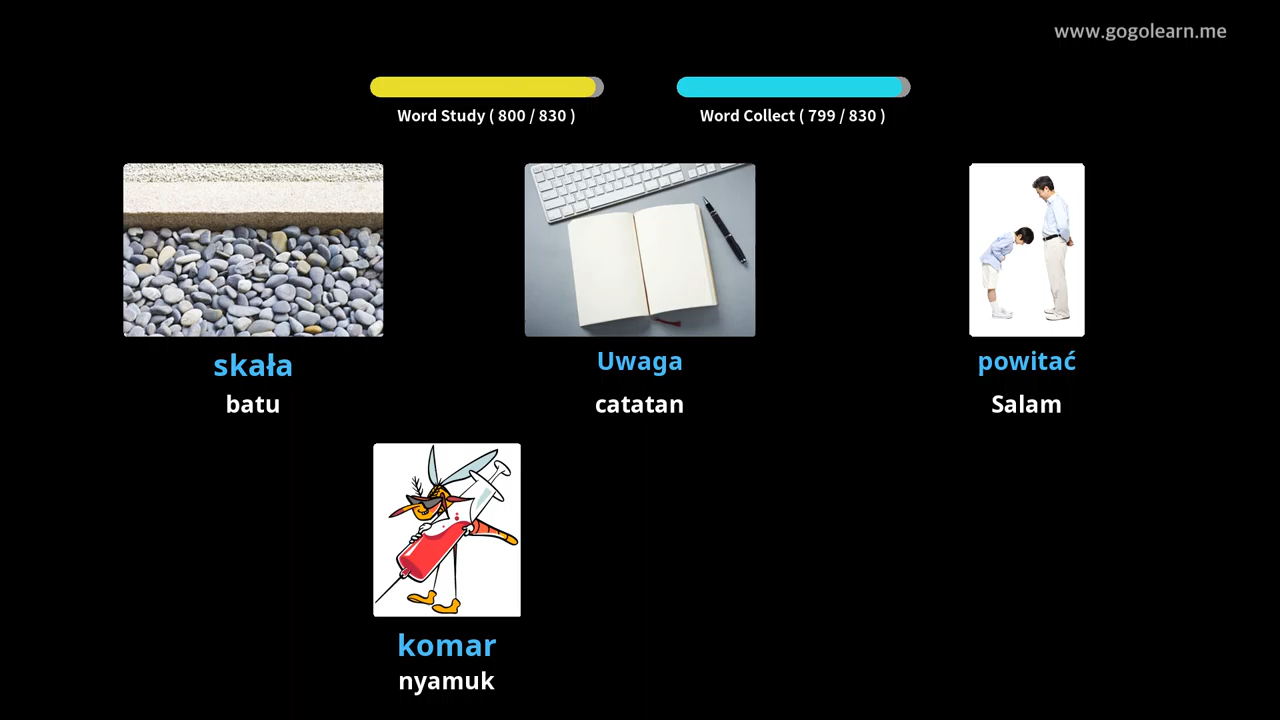 www.gogolearn.me
Word Study ( 800 / 830 )
Word Collect ( 799 / 830 )
skała
batu
Uwaga
catatan
powitać
Salam
komar
nyamuk